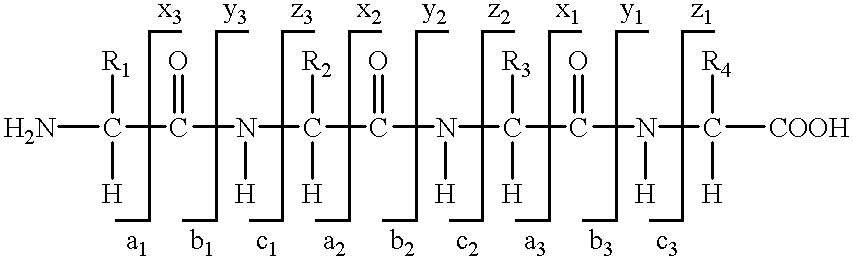 x3 y3 z3 x2 y2 z2 x1 y1 z1
R1 O R2 O R3 O R4
H2N C C N C C N C C N C COOH
H H H H H H H
a1 b1 c1 a2 b2 c2 a3 b3 c3